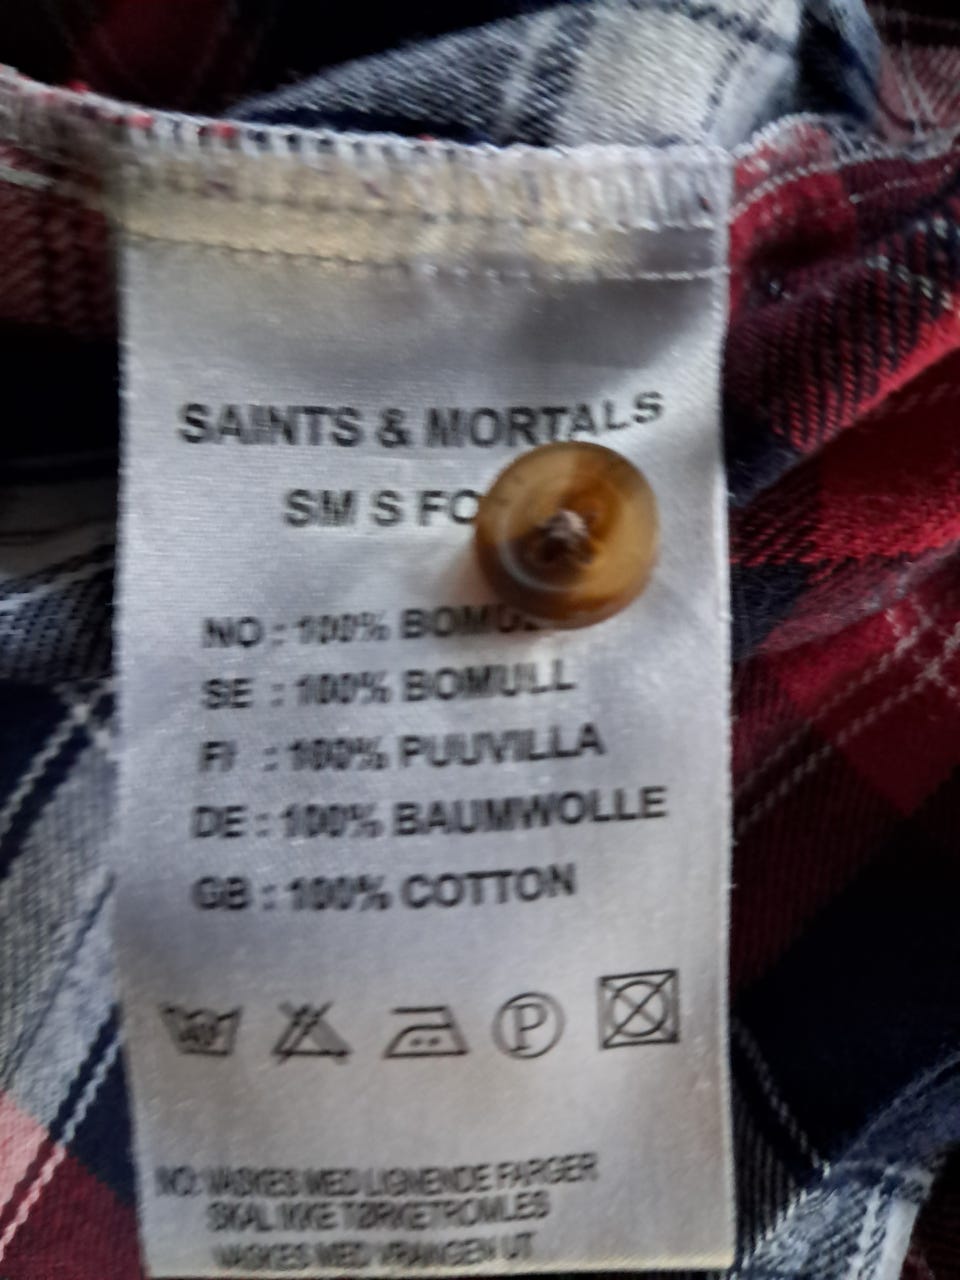 SAINTS & MORTALS
SM S FO
NO : 100%
SE : 100% BOMULL
FI : 100% PUUVILLA
DE : 100% BAUMWOLLE
GB : 100% COTTON
P
NO: VASKES MED LIGNENDE FARGER
SKAL IKKE TØRKETROMLES
VASKES MED VRANGEN UT